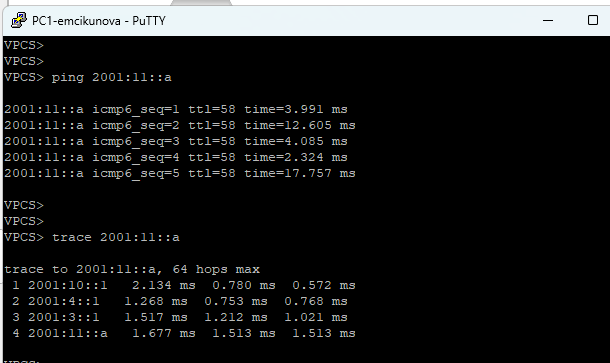 PC1-emcikunova - PuTTY
VPCS>
VPCS>
VPCS> ping 2001:11::a
2001:11::a icmp6_seq=1 ttl=58 time=3.991 ms
2001:11::a icmp6_seq=2 ttl=58 time=12.605 ms
2001:11::a icmp6_seq=3 ttl=58 time=4.085 ms
2001:11::a icmp6_seq=4 ttl=58 time=2.324 ms
2001:11::a icmp6_seq=5 ttl=58 time=17.757 ms
VPCS>
VPCS>
VPCS> trace 2001:11::a
trace to 2001:11::a, 64 hops max
1 2001:10::1   2.134 ms  0.780 ms  0.572 ms
2 2001:4::1   1.268 ms  0.753 ms  0.768 ms
3 2001:3::1   1.517 ms  1.212 ms  1.021 ms
4 2001:11::a   1.677 ms  1.513 ms  1.513 ms
VPCS>